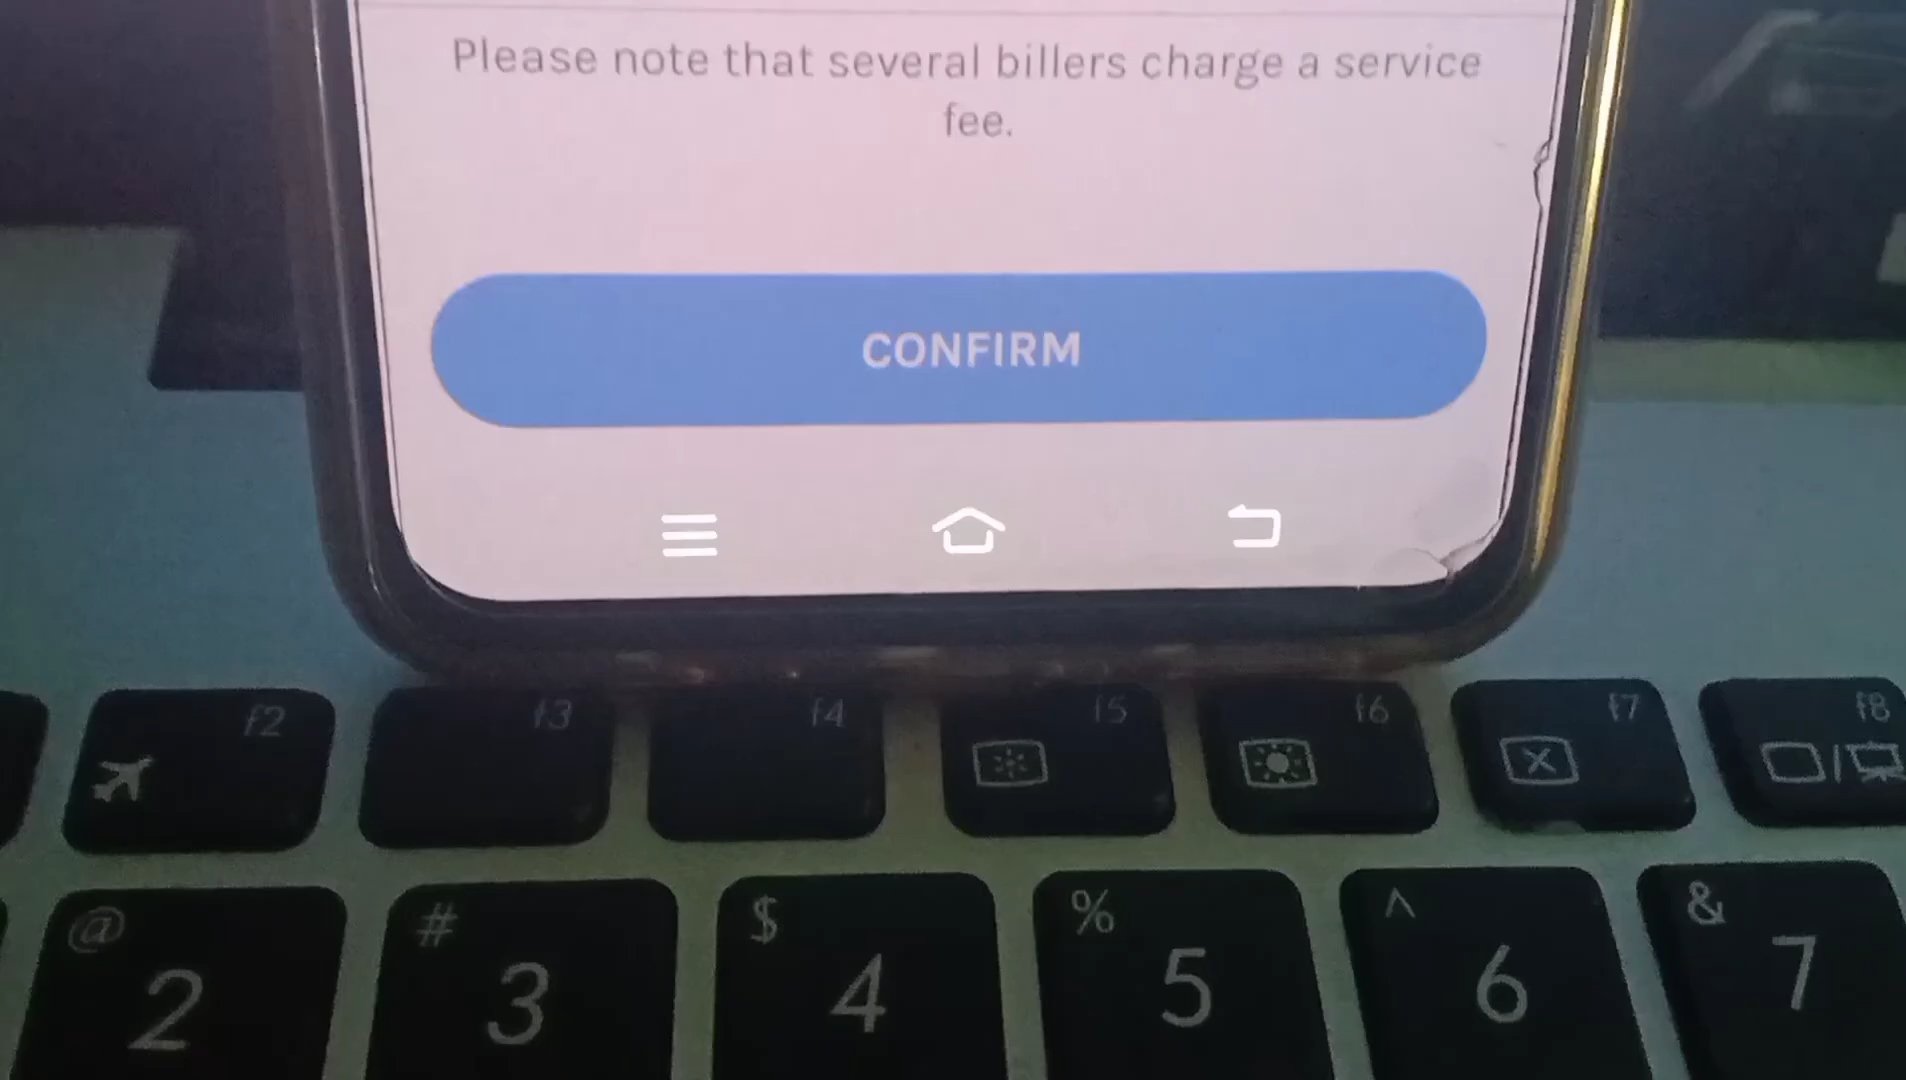 Please note that several billers charge a service
fee.
CONFIRM
f2 f3 f4 f5 f6 f7 f8
@ # $ % ^ &
2 3 4 5 6 7